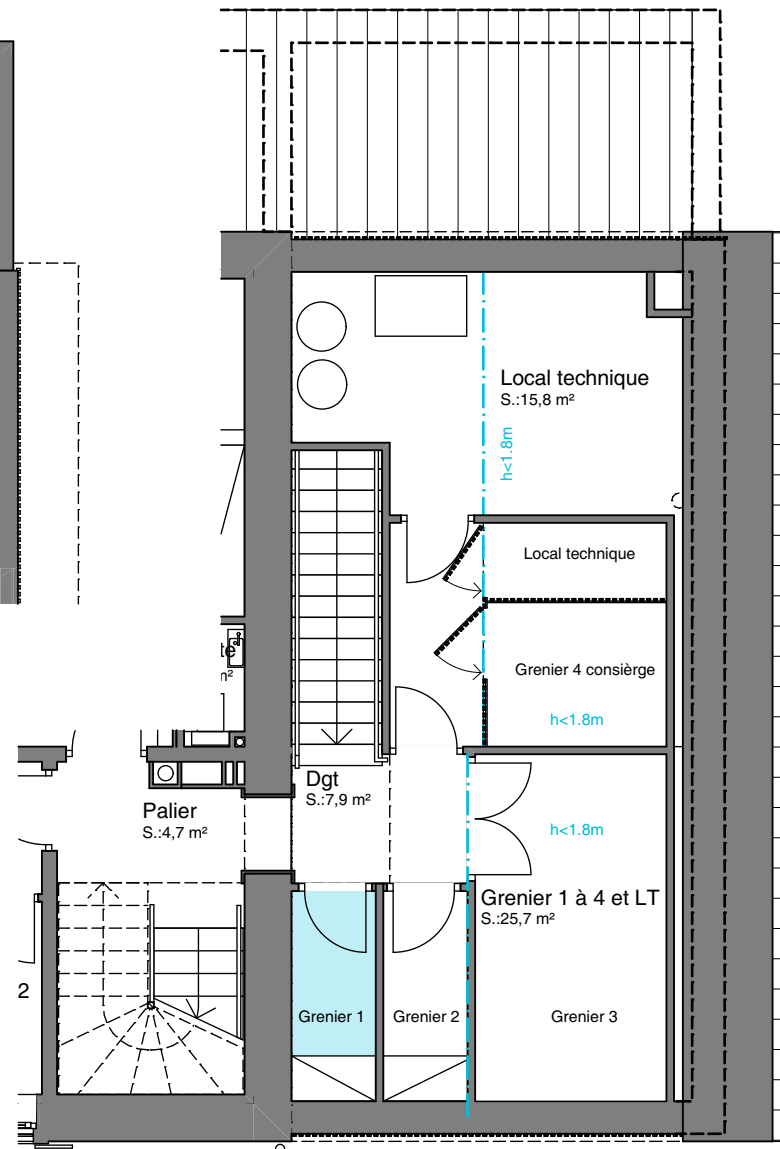 Local technique
S.:15,8 m²
h<1.8m
Local technique
Grenier 4 consièrge
h<1.8m
Dgt
S.:7,9 m²
Palier
S.:4,7 m²
h<1.8m
Grenier 1 à 4 et LT
S.:25,7 m²
2
Grenier 1
Grenier 2
Grenier 3